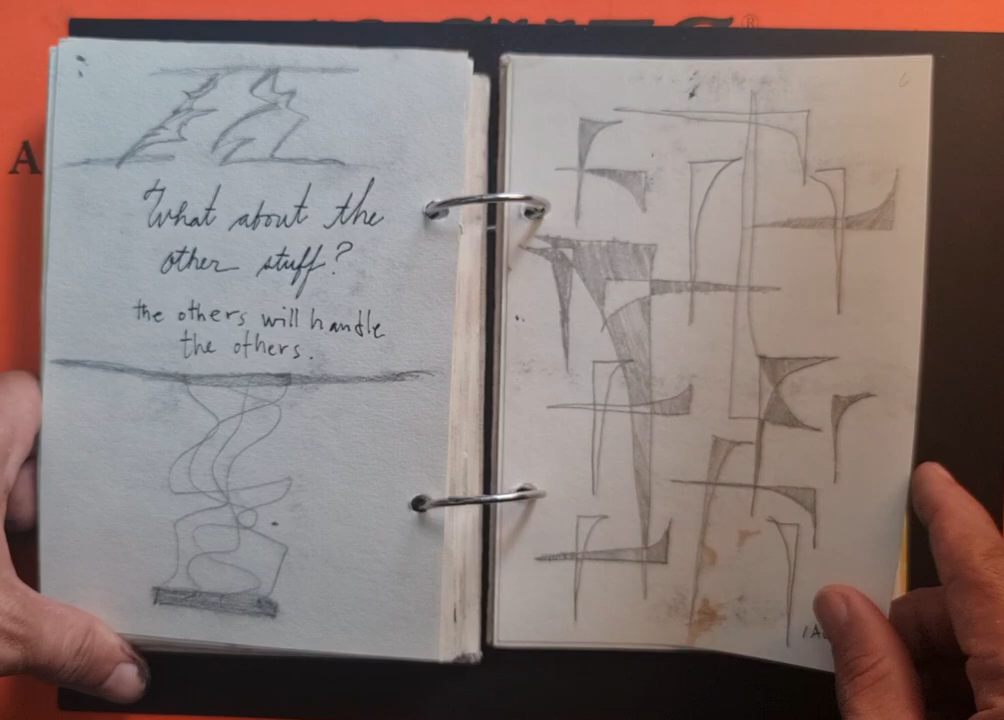 What about the
other stuff?
the others will handle
the others.
A
®